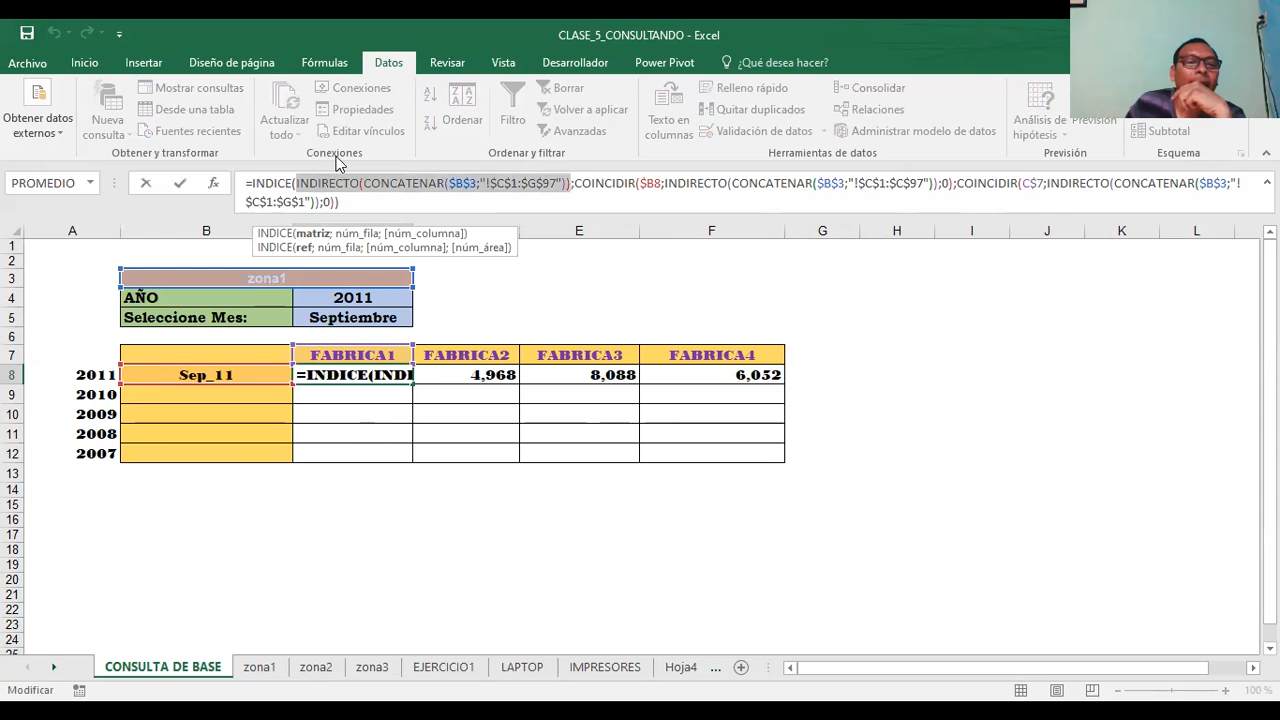 CLASE_5_CONSULTANDO - Excel
Archivo Inicio Insertar Diseño de página Fórmulas Datos Revisar Vista Desarrollador Power Pivot ¿Qué desea hacer?
Obtener datos externos
Nueva consulta
Mostrar consultas
Desde una tabla
Fuentes recientes
Obtener y transformar
Actualizar todo
Conexiones
Propiedades
Editar vínculos
Conexiones
Ordenar
Filtro
Borrar
Volver a aplicar
Avanzadas
Ordenar y filtrar
Texto en columnas
Relleno rápido
Quitar duplicados
Validación de datos
Consolidar
Relaciones
Administrar modelo de datos
Herramientas de datos
Análisis de hipótesis
Previsión
Previsión
Subtotal
Esquema
PROMEDIO
=INDICE(INDIRECTO(CONCATENAR($B$3;"!$C$1:$G$97"));COINCIDIR($B8;INDIRECTO(CONCATENAR($B$3;"!$C$1:$C$97"));0);COINCIDIR(C$7;INDIRECTO(CONCATENAR($B$3;"!
$C$1:$G$1"));0))
INDICE(matriz; núm_fila; [núm_columna])
INDICE(ref; núm_fila; [núm_columna]; [núm_área])
A B E F G H I J K L
1
2
3 zona1
4 AÑO 2011
5 Seleccione Mes: Septiembre
6
7 FABRICA1 FABRICA2 FABRICA3 FABRICA4
8 2011 Sep_11 =INDICE(INDI 4,968 8,088 6,052
9 2010
10 2009
11 2008
12 2007
13
14
15
16
17
18
19
20
21
22
23
24
25
CONSULTA DE BASE zona1 zona2 zona3 EJERCICIO1 LAPTOP IMPRESORES Hoja4 ...
Modificar 100 %